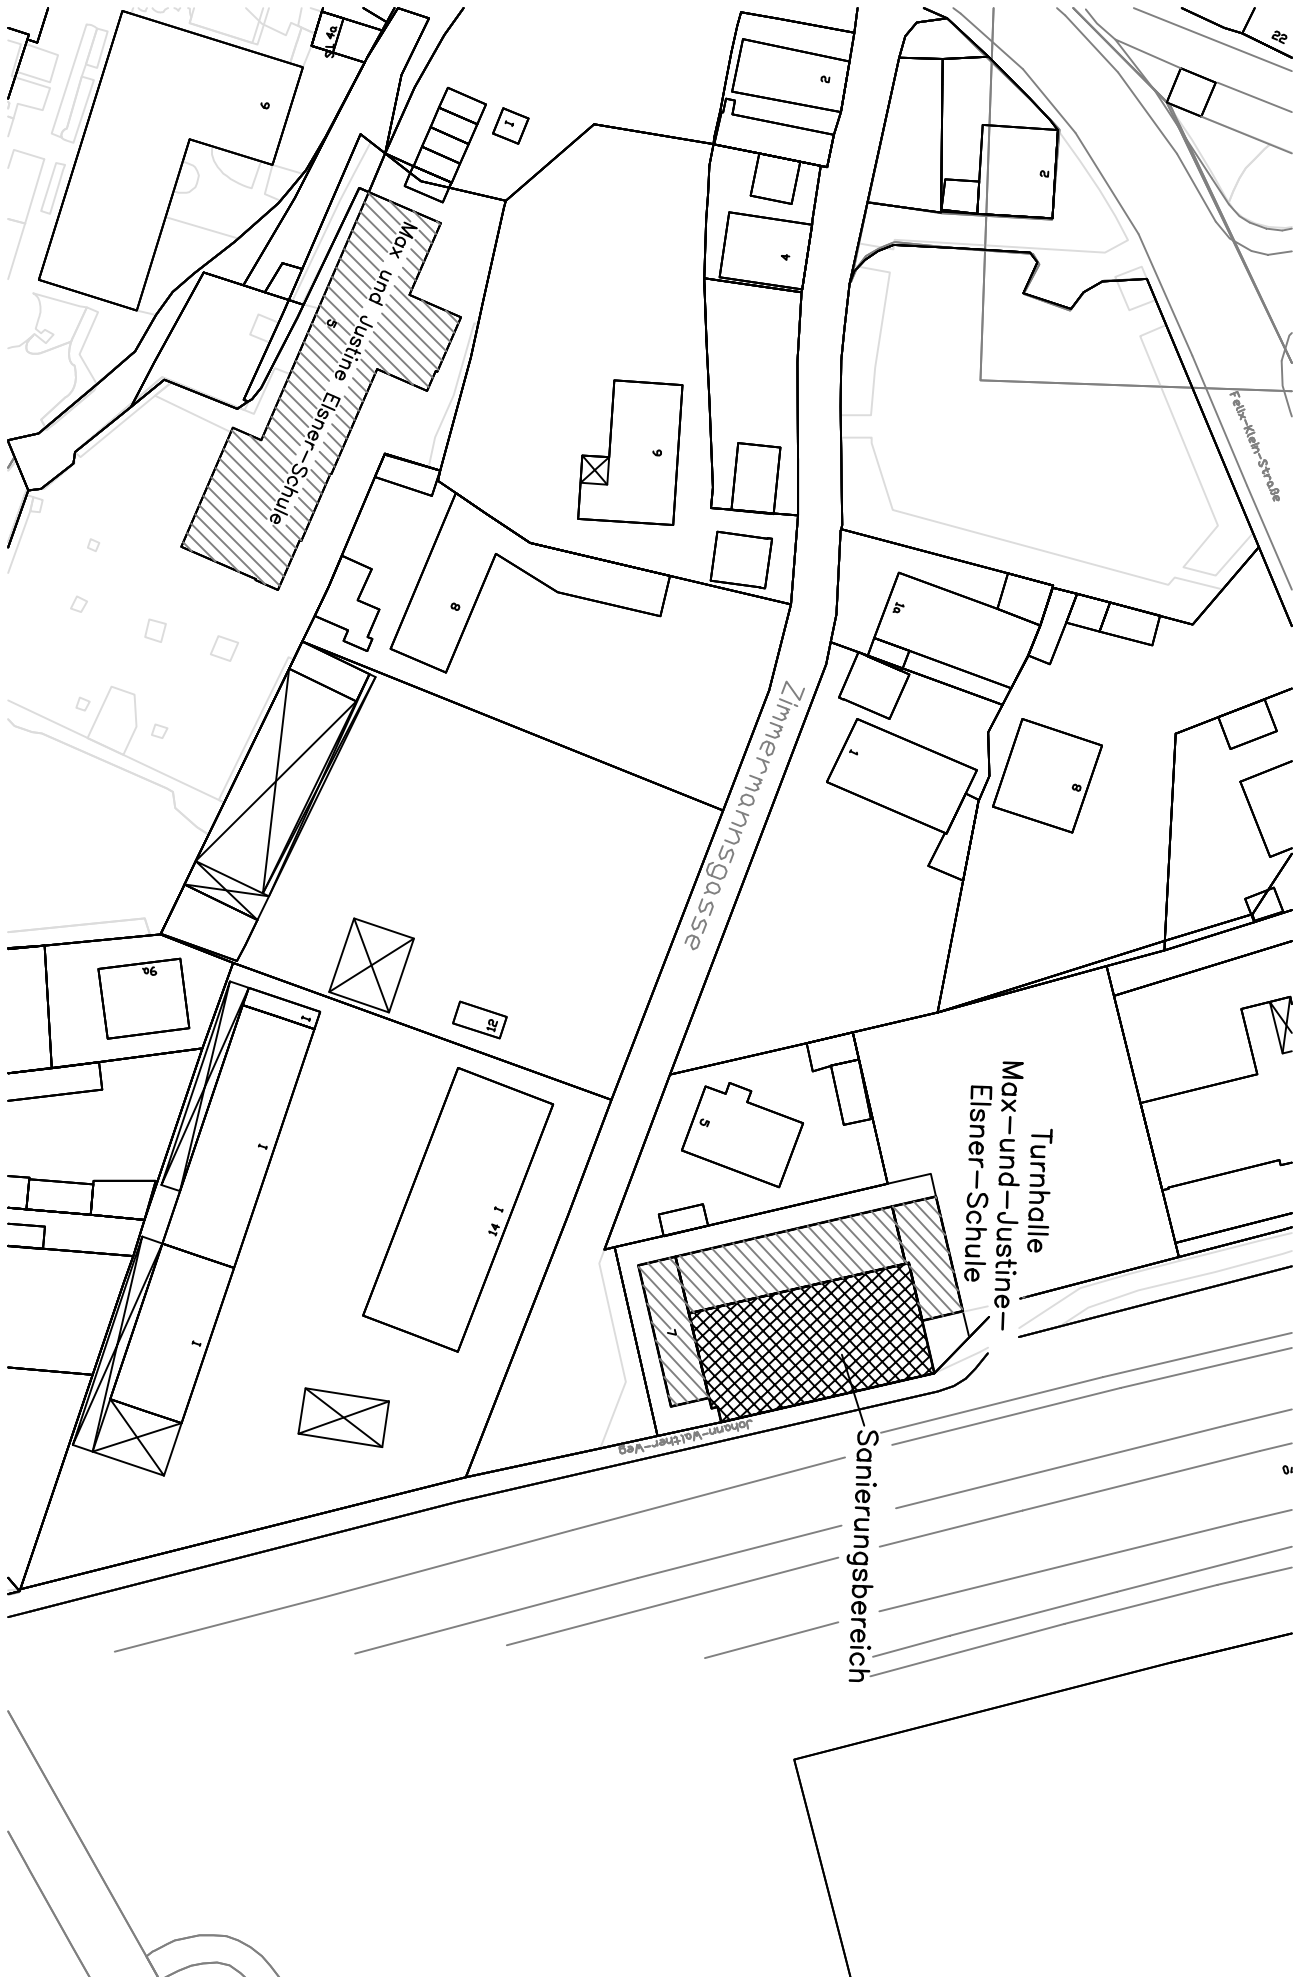 22
4a
6
2
2
1
Max und Justine Elsner-Schule
5
4
Felix-Klein-Straße
6
8
1a
1
8
Zimmermannsgasse
9a
I
12
I
14 I
I
5
Turnhalle
Max-und-Justine-
Elsner-Schule
7
Johann-Walther-Weg
Sanierungsbereich